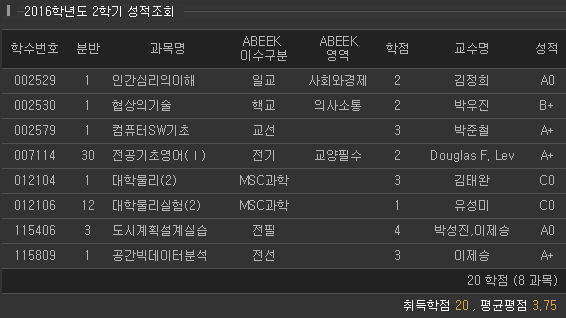 2016학년도 2학기 성적조회
학수번호 분반 과목명 ABEEK 이수구분 ABEEK 영역 학점 교수명 성적
002529 1 인간심리의이해 일교 사회와경제 2 김정희 A0
002530 1 협상의기술 핵교 의사소통 2 박우진 B+
002579 1 컴퓨터SW기초 교선 3 박준철 A+
007114 30 전공기초영어(Ⅰ) 전기 교양필수 2 Douglas F. Lev A+
012104 1 대학물리(2) MSC과학 3 김태완 C0
012106 12 대학물리실험(2) MSC과학 1 유성미 C0
115406 3 도시계획설계실습 전필 4 박성진,이제승 A0
115809 1 공간빅데이터분석 전선 3 이제승 A+
20 학점 (8 과목)
취득학점 20 , 평균평점 3.75